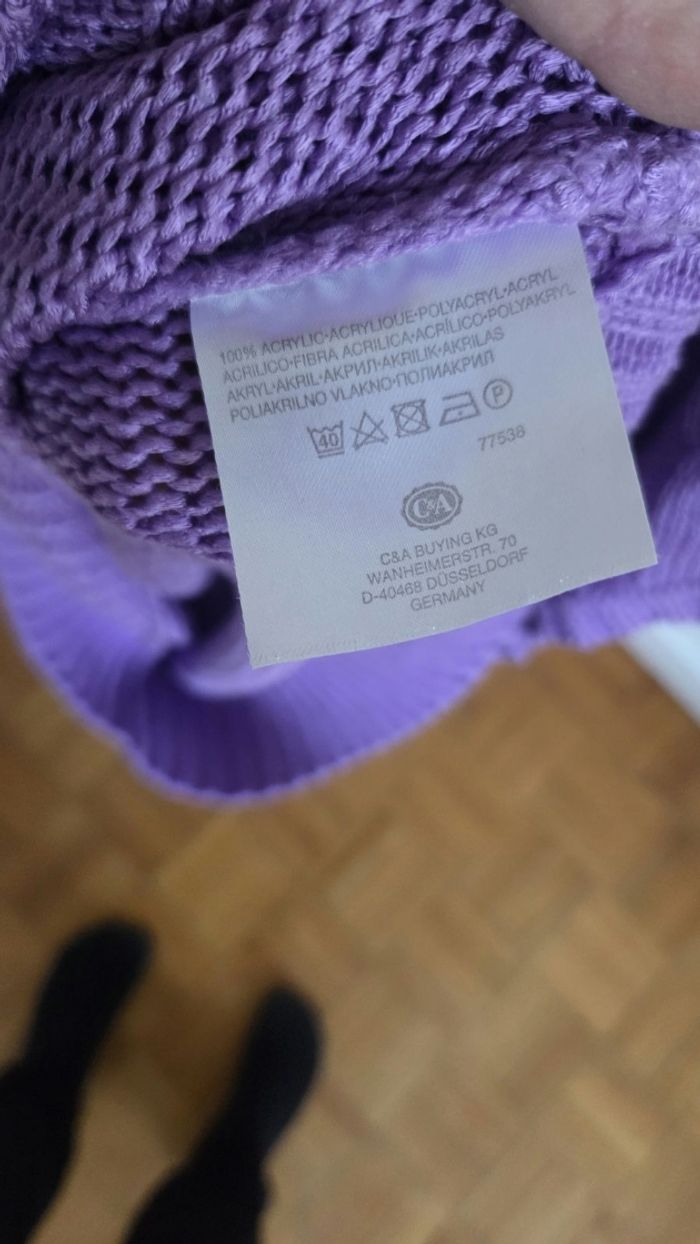 100% ACRYLIC•ACRYLIQUE•POLYACRYL•ACRYL
ACRILICO•FIBRA ACRILICA•ACRÍLICO•POLYAKRYL
AKRYL•AKRIL•АКРИЛ•AKRILIK•AKRILAS
POLIAKRILNO VLAKNO•ПОЛИАКРИЛ
40 P
77538
C&A
C&A BUYING KG
WANHEIMERSTR. 70
D-40468 DÜSSELDORF
GERMANY